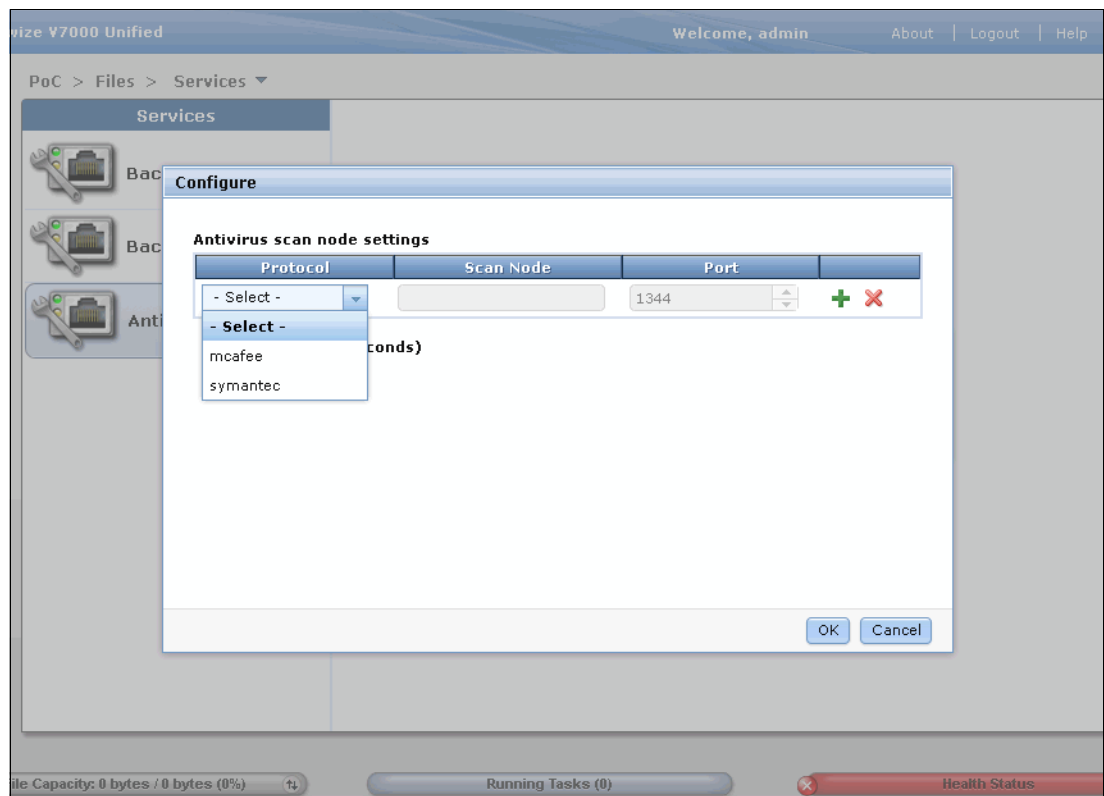 wize V7000 Unified
Welcome, admin About | Logout | Help
PoC > Files > Services
Services
Bac
Bac
Anti
Configure
Antivirus scan node settings
Protocol Scan Node Port
- Select - 1344
- Select -
mcafee
symantec
conds)
OK Cancel
ile Capacity: 0 bytes / 0 bytes (0%) Running Tasks (0) Health Status